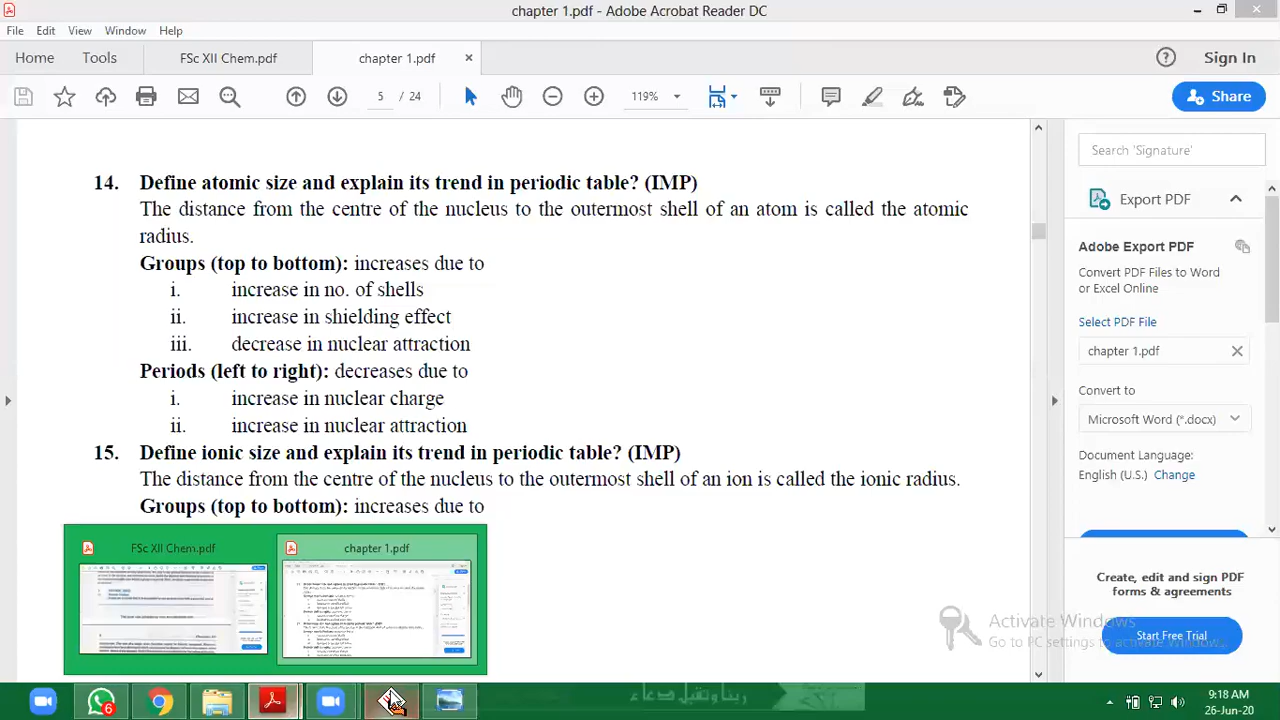 chapter 1.pdf - Adobe Acrobat Reader DC
File Edit View Window Help
Home Tools FSc XII Chem.pdf chapter 1.pdf × Sign In
5 / 24 119% Share
14. Define atomic size and explain its trend in periodic table? (IMP)
The distance from the centre of the nucleus to the outermost shell of an atom is called the atomic
radius.
Groups (top to bottom): increases due to
i. increase in no. of shells
ii. increase in shielding effect
iii. decrease in nuclear attraction
Periods (left to right): decreases due to
i. increase in nuclear charge
ii. increase in nuclear attraction
15. Define ionic size and explain its trend in periodic table? (IMP)
The distance from the centre of the nucleus to the outermost shell of an ion is called the ionic radius.
Groups (top to bottom): increases due to
Search 'Signature'
Export PDF
Adobe Export PDF
Convert PDF Files to Word
or Excel Online
Select PDF File
chapter 1.pdf
Convert to
Microsoft Word (*.docx)
Document Language:
English (U.S.) Change
Create, edit and sign PDF
forms & agreements
Start Free Trial
Activate Windows
Go to PC settings to activate Windows.
FSc XII Chem.pdf chapter 1.pdf
6
ربنا وتقبل دعاء
9:18 AM
26-Jun-20